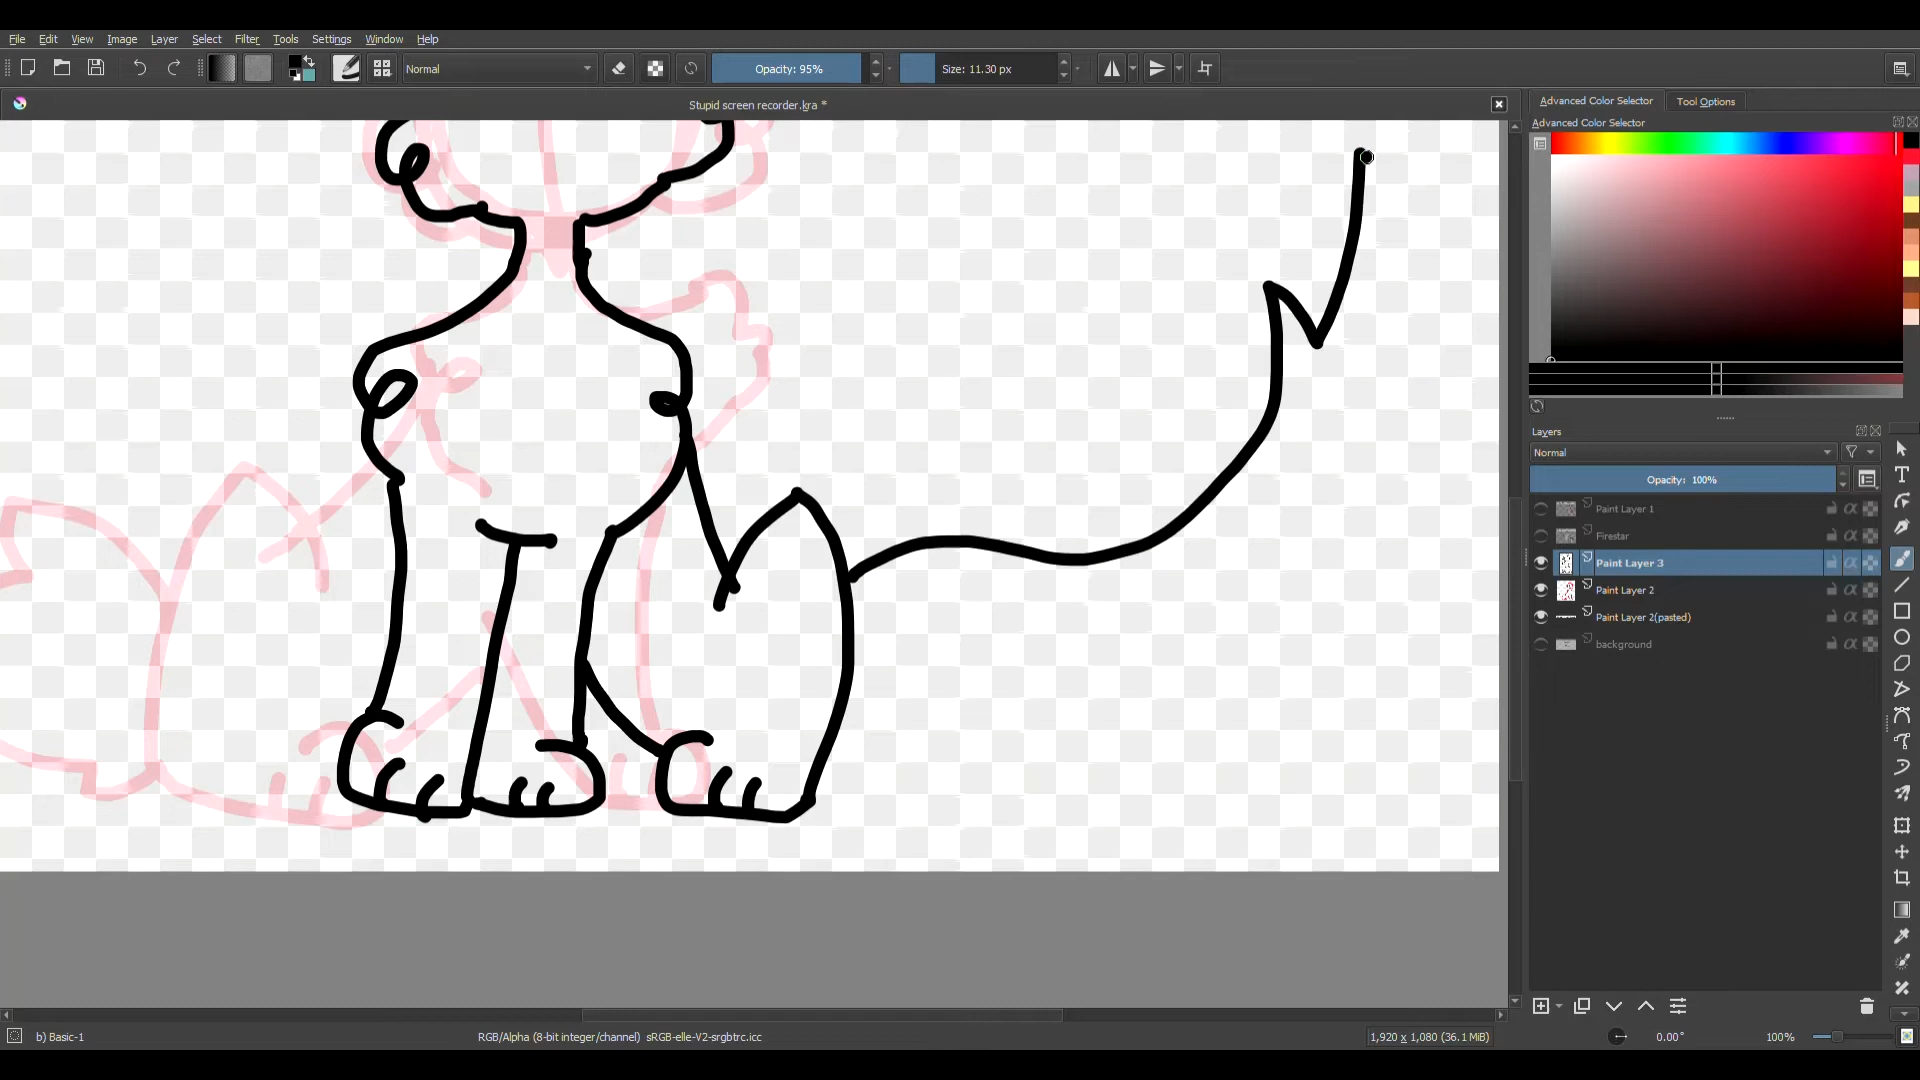 File Edit View Image Layer Select Filter Tools Settings Window Help
Normal Opacity: 95% Size: 11.30 px
Stupid screen recorder.kra *
Advanced Color Selector Tool Options
Advanced Color Selector
Layers
Normal
Opacity: 100%
Paint Layer 1
Firestar
Paint Layer 3
Paint Layer 2
Paint Layer 2(pasted)
background
b) Basic-1 RGB/Alpha (8-bit integer/channel) sRGB-elle-V2-srgbtrc.icc 1,920 x 1,080 (36.1 MiB) 0.00° 100%